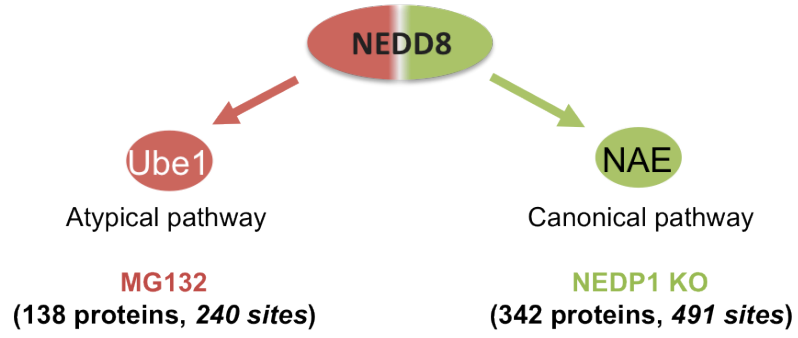 NEDD8
Ube1
NAE
Atypical pathway
Canonical pathway
MG132
NEDP1 KO
(138 proteins, 240 sites)
(342 proteins, 491 sites)